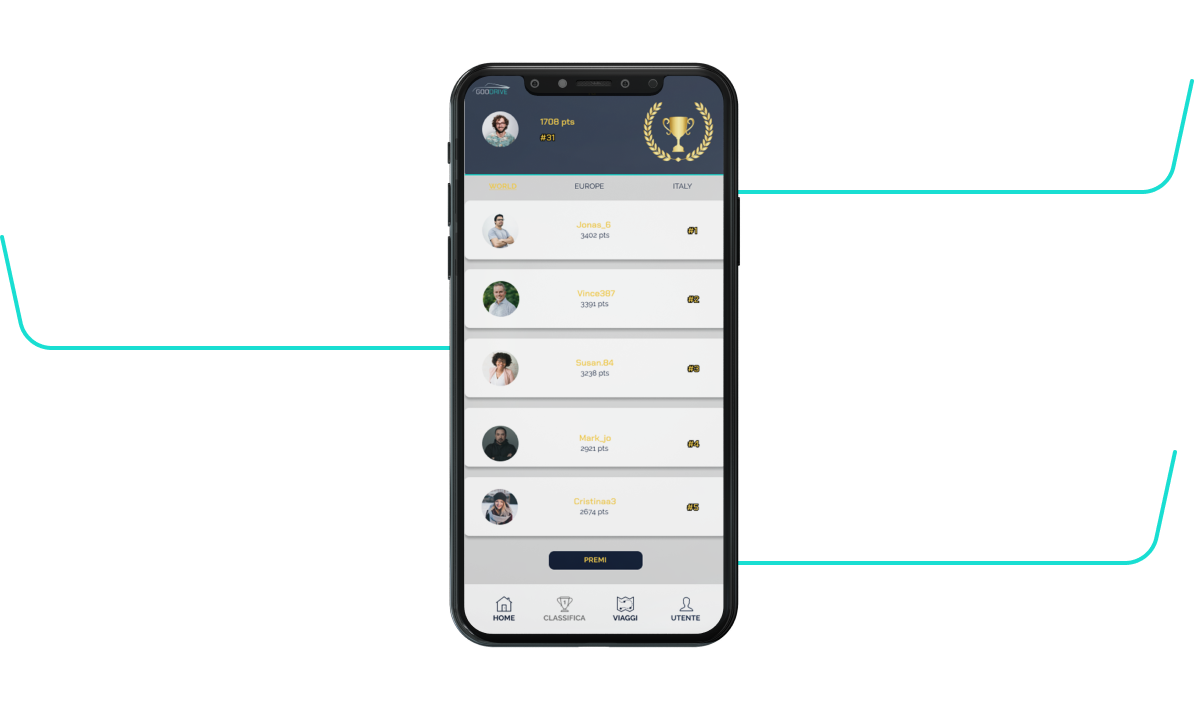 GOODRIVE
1708 pts
#31
WORLD EUROPE ITALY
Jonas_6
3402 pts
#1
Vince387
3391 pts
#2
Susan.84
3238 pts
#3
Mark_jo
2921 pts
#4
Cristinaa3
2674 pts
#5
PREMI
HOME CLASSIFICA VIAGGI UTENTE